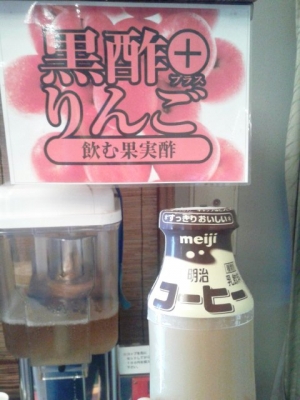 黒酢+
プラス
りんご
飲む果実酢
すっきりおいしい
meiji
明治
コーヒー